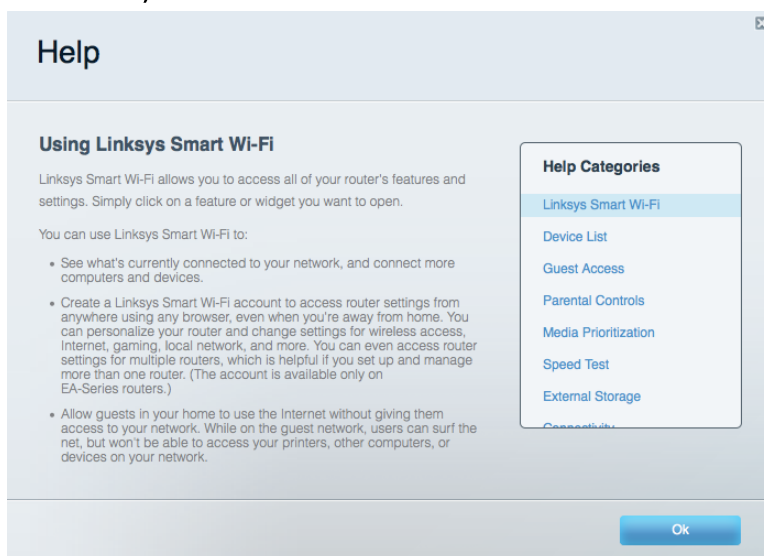 Help
Using Linksys Smart Wi-Fi
Linksys Smart Wi-Fi allows you to access all of your router's features and
settings. Simply click on a feature or widget you want to open.
You can use Linksys Smart Wi-Fi to:
• See what's currently connected to your network, and connect more
computers and devices.
• Create a Linksys Smart Wi-Fi account to access router settings from
anywhere using any browser, even when you're away from home. You
can personalize your router and change settings for wireless access,
Internet, gaming, local network, and more. You can even access router
settings for multiple routers, which is helpful if you set up and manage
more than one router. (The account is available only on
EA-Series routers.)
• Allow guests in your home to use the Internet without giving them
access to your network. While on the guest network, users can surf the
net, but won't be able to access your printers, other computers, or
devices on your network.
Help Categories
Linksys Smart Wi-Fi
Device List
Guest Access
Parental Controls
Media Prioritization
Speed Test
External Storage
Connectivity
Ok